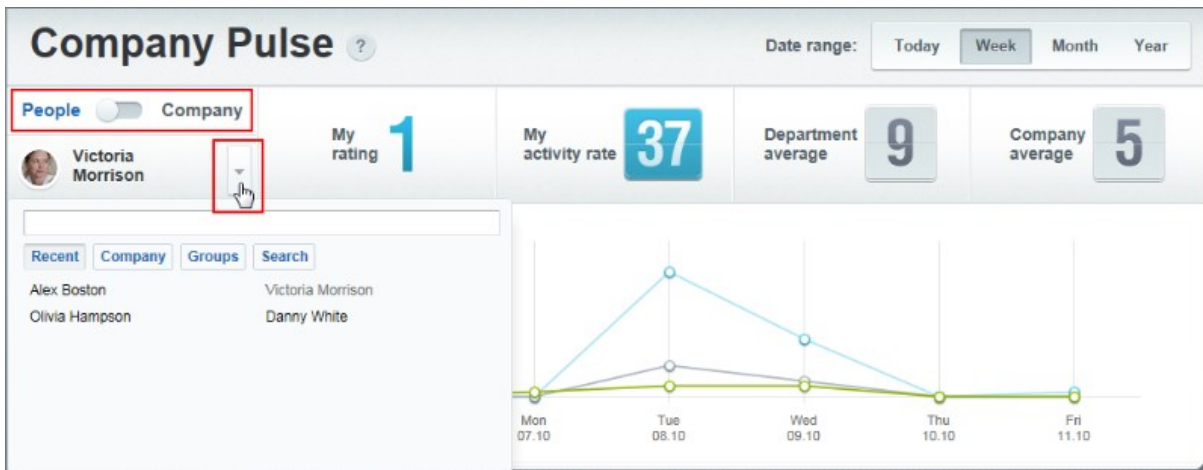 Company Pulse ?
Date range: Today Week Month Year
People Company
Victoria
Morrison
My
rating
1
My
activity rate
37
Department
average
9
Company
average
5
Recent Company Groups Search
Alex Boston Victoria Morrison
Olivia Hampson Danny White
Mon Tue Wed Thu Fri
07.10 08.10 09.10 10.10 11.10